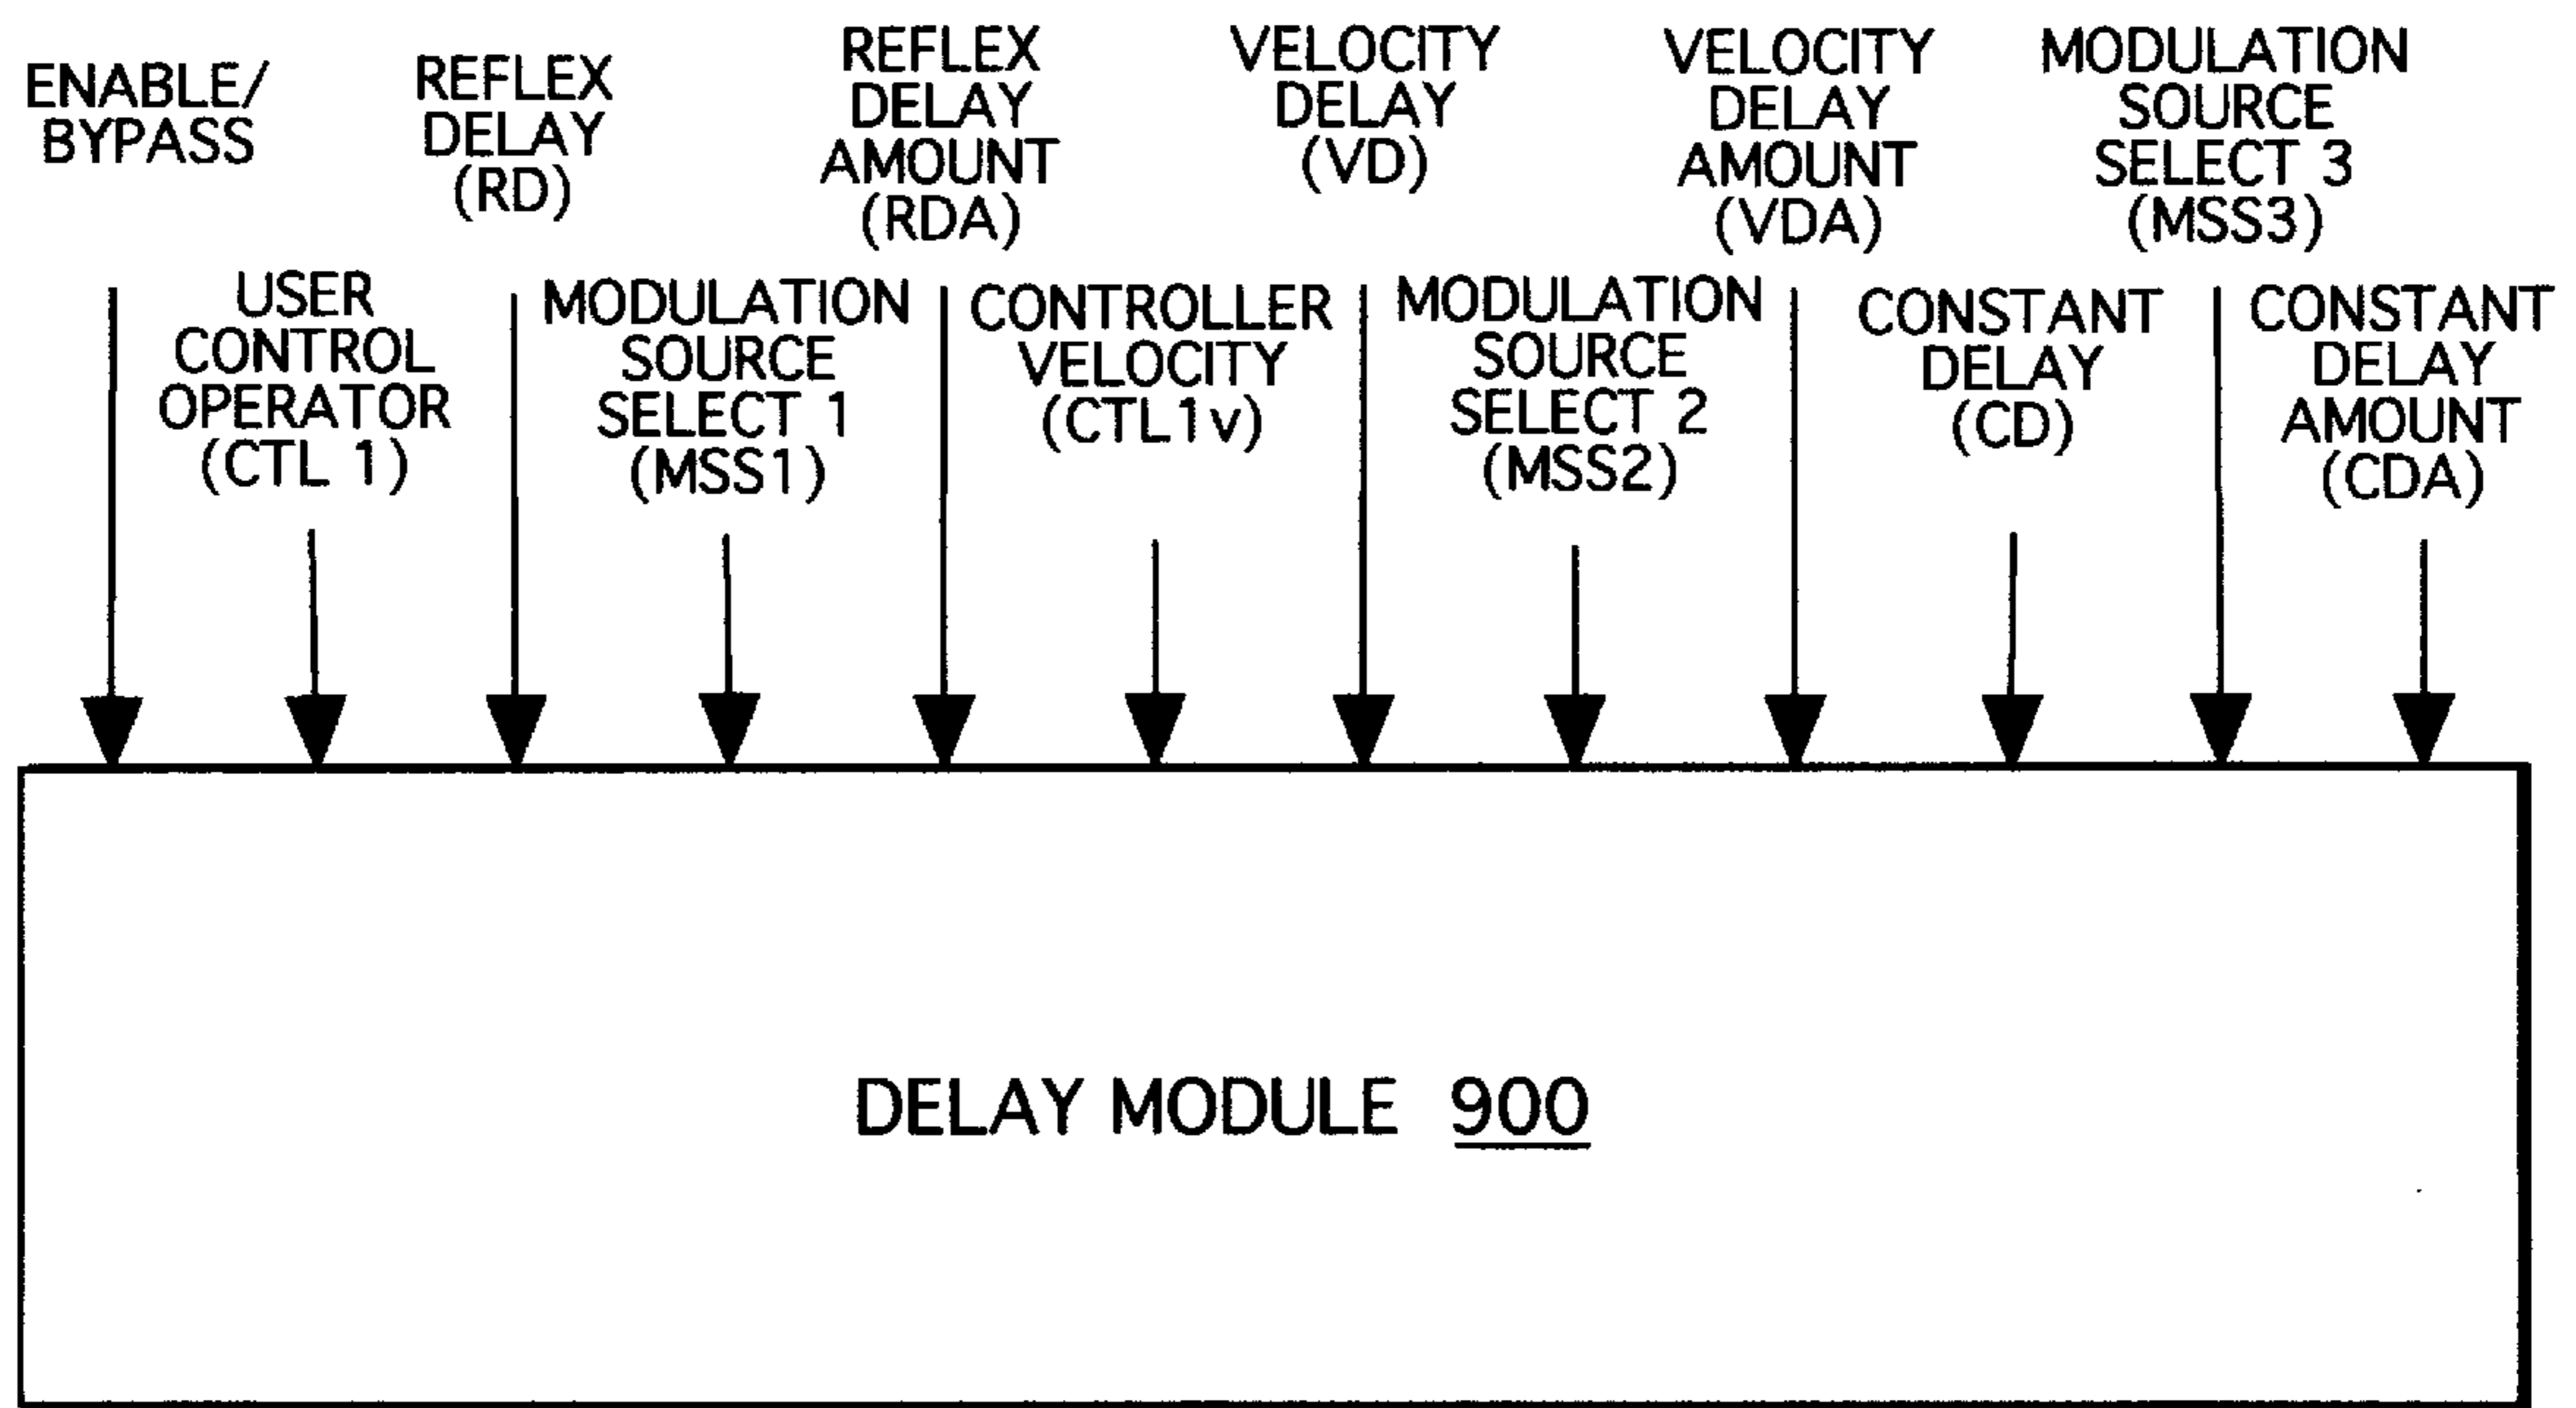 ENABLE/
BYPASS
USER
CONTROL
OPERATOR
(CTL 1)
REFLEX
DELAY
(RD)
MODULATION
SOURCE
SELECT 1
(MSS1)
REFLEX
DELAY
AMOUNT
(RDA)
CONTROLLER
VELOCITY
(CTL1v)
VELOCITY
DELAY
(VD)
MODULATION
SOURCE
SELECT 2
(MSS2)
VELOCITY
DELAY
AMOUNT
(VDA)
CONSTANT
DELAY
(CD)
MODULATION
SOURCE
SELECT 3
(MSS3)
CONSTANT
DELAY
AMOUNT
(CDA)
DELAY MODULE 900